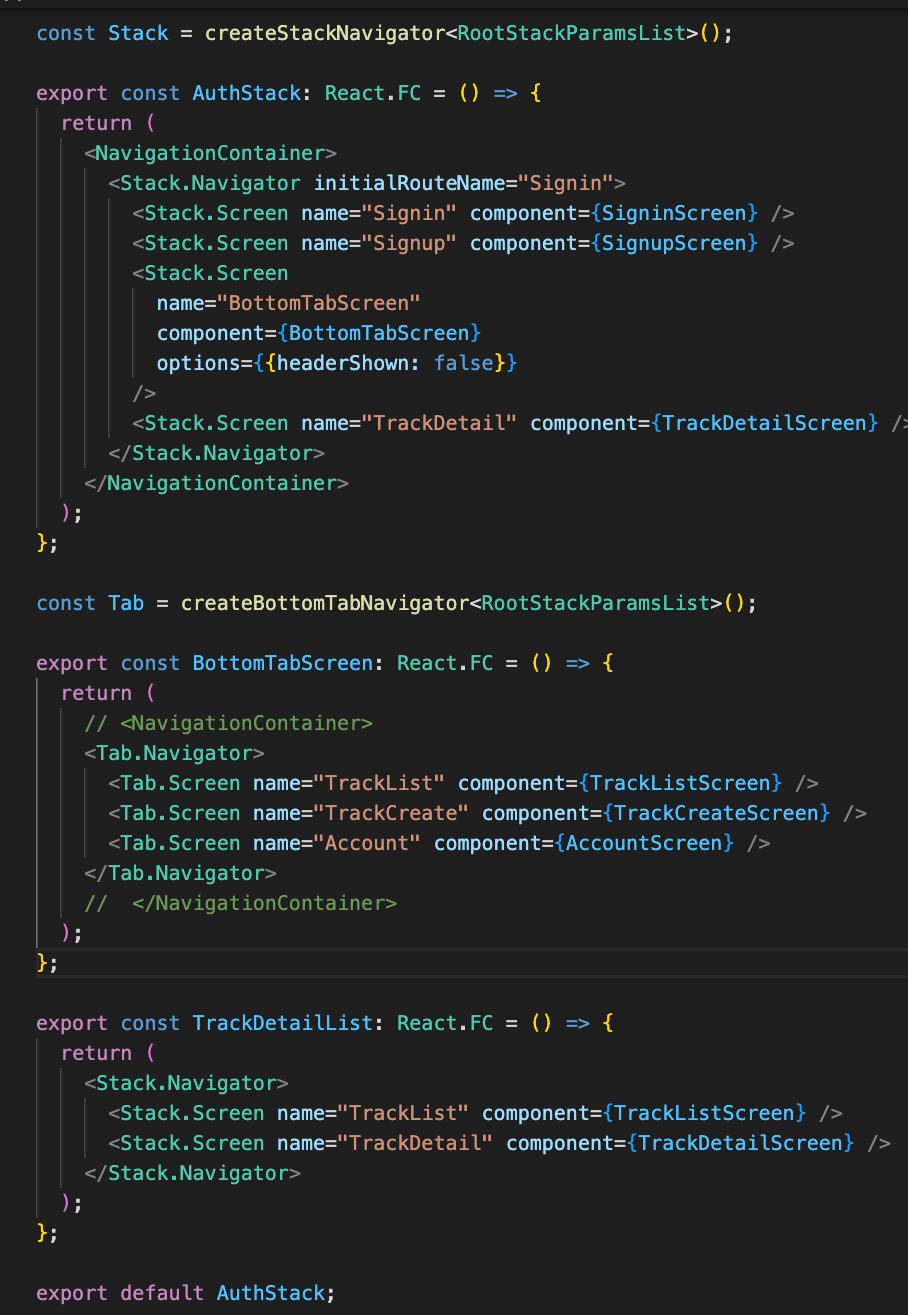 const Stack = createStackNavigator<RootStackParamsList>();

export const AuthStack: React.FC = () => {
  return (
    <NavigationContainer>
      <Stack.Navigator initialRouteName="Signin">
        <Stack.Screen name="Signin" component={SigninScreen} />
        <Stack.Screen name="Signup" component={SignupScreen} />
        <Stack.Screen
          name="BottomTabScreen"
          component={BottomTabScreen}
          options={{headerShown: false}}
        />
        <Stack.Screen name="TrackDetail" component={TrackDetailScreen} />
      </Stack.Navigator>
    </NavigationContainer>
  );
};

const Tab = createBottomTabNavigator<RootStackParamsList>();

export const BottomTabScreen: React.FC = () => {
  return (
    // <NavigationContainer>
    <Tab.Navigator>
      <Tab.Screen name="TrackList" component={TrackListScreen} />
      <Tab.Screen name="TrackCreate" component={TrackCreateScreen} />
      <Tab.Screen name="Account" component={AccountScreen} />
    </Tab.Navigator>
    //  </NavigationContainer>
  );
};

export const TrackDetailList: React.FC = () => {
  return (
    <Stack.Navigator>
      <Stack.Screen name="TrackList" component={TrackListScreen} />
      <Stack.Screen name="TrackDetail" component={TrackDetailScreen} />
    </Stack.Navigator>
  );
};

export default AuthStack;